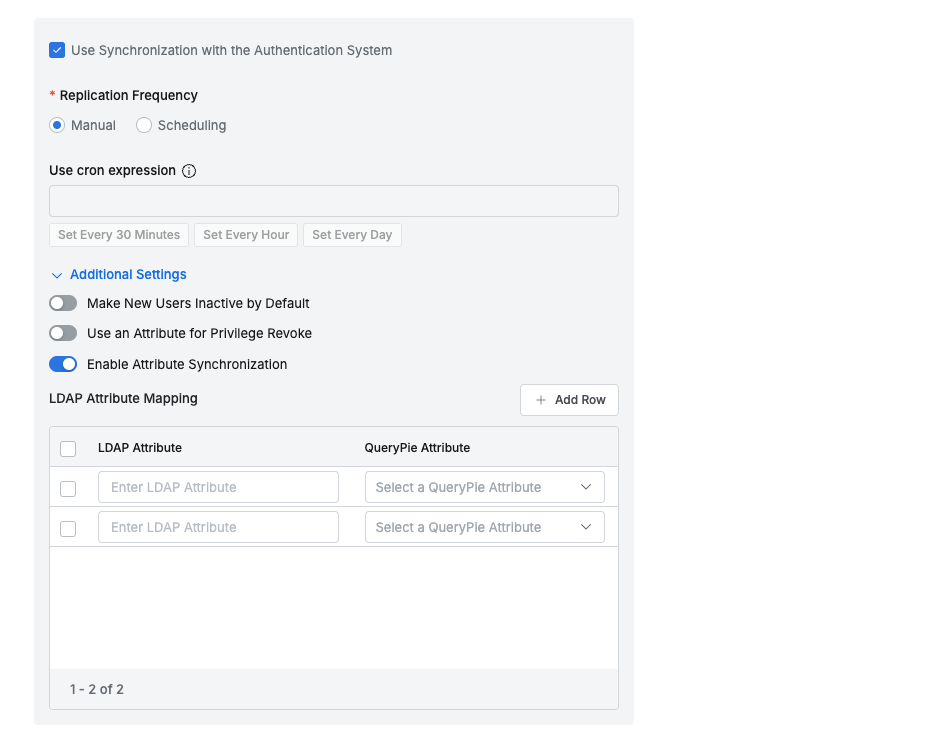 Use Synchronization with the Authentication System
* Replication Frequency
Manual Scheduling
Use cron expression
Set Every 30 Minutes Set Every Hour Set Every Day
Additional Settings
Make New Users Inactive by Default
Use an Attribute for Privilege Revoke
Enable Attribute Synchronization
LDAP Attribute Mapping + Add Row
LDAP Attribute QueryPie Attribute
Enter LDAP Attribute Select a QueryPie Attribute
Enter LDAP Attribute Select a QueryPie Attribute
1 - 2 of 2